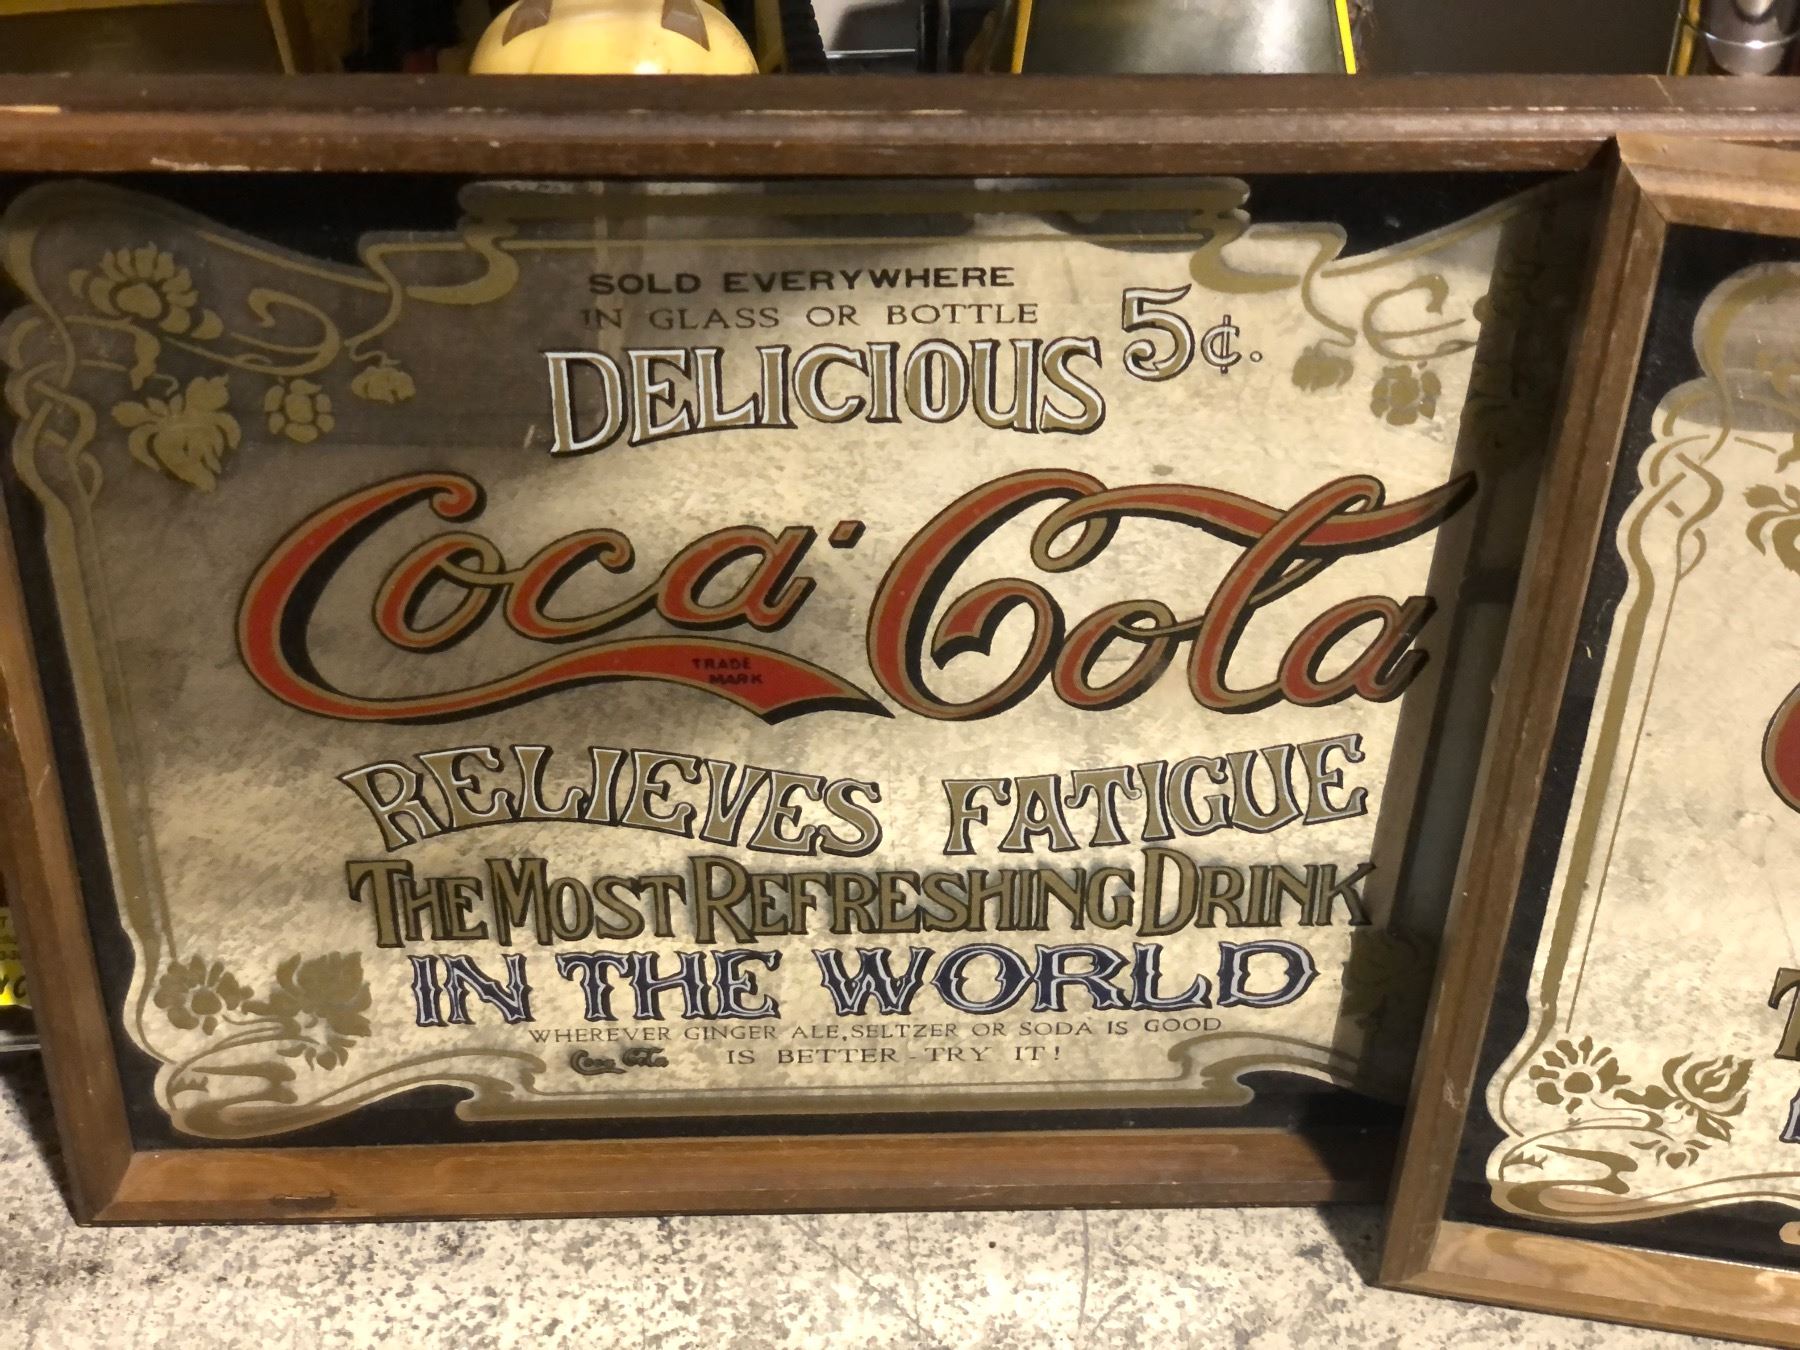 SOLD EVERYWHERE
IN GLASS OR BOTTLE
DELICIOUS 5¢.
Coca-Cola
TRADE
MARK
RELIEVES FATIGUE
THE MOST REFRESHING DRINK
IN THE WORLD
WHEREVER GINGER ALE, SELTZER OR SODA IS GOOD
Coca Cola IS BETTER - TRY IT!